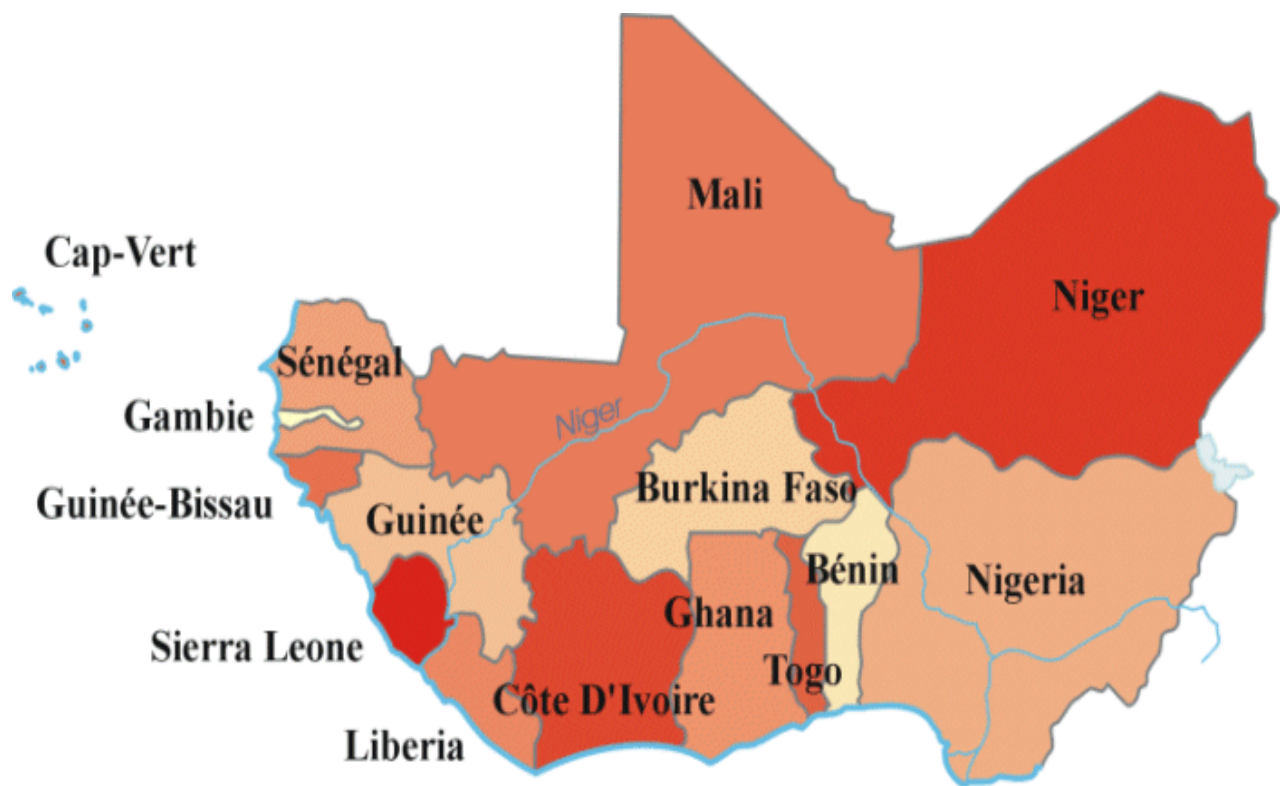 Mali
Cap-Vert
Niger
Sénégal
Gambie
Niger
Burkina Faso
Guinée-Bissau
Guinée
Bénin
Nigeria
Ghana
Sierra Leone
Togo
Côte D'Ivoire
Liberia